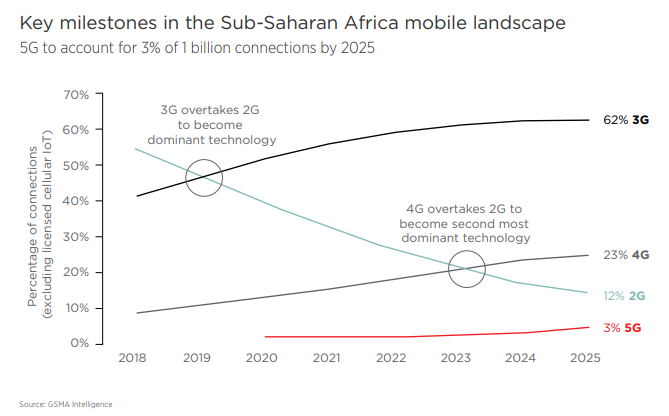 Key milestones in the Sub-Saharan Africa mobile landscape
5G to account for 3% of 1 billion connections by 2025
Percentage of connections
(excluding licensed cellular IoT)
70%
60%
50%
40%
30%
20%
10%
0%
3G overtakes 2G
to become
dominant technology
4G overtakes 2G to
become second most
dominant technology
62% 3G
23% 4G
12% 2G
3% 5G
2018 2019 2020 2021 2022 2023 2024 2025
Source: GSMA Intelligence